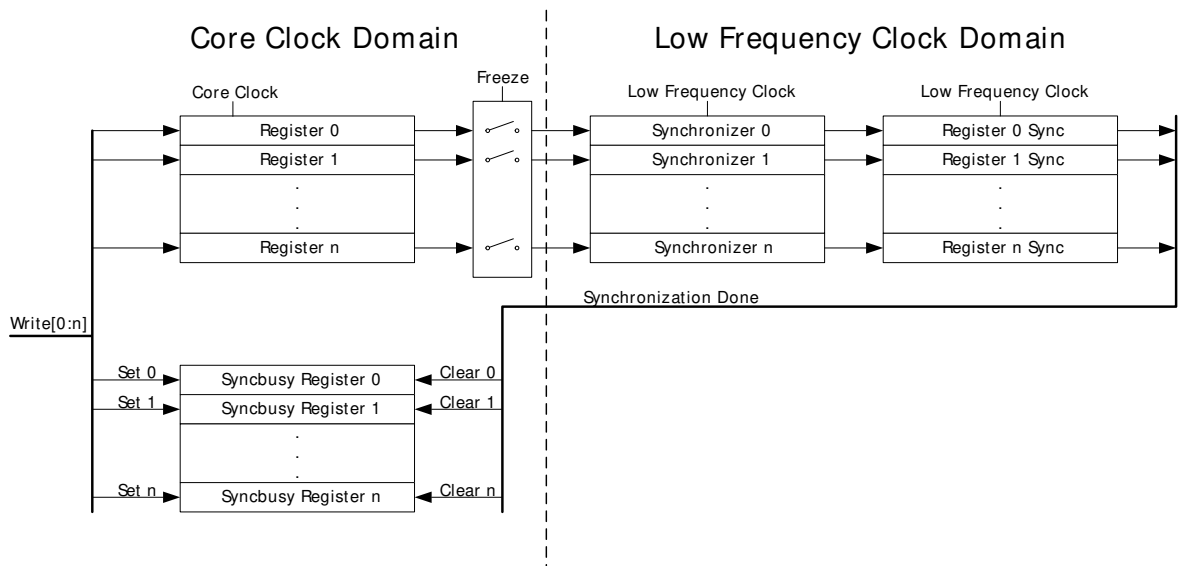 Core Clock Domain
Low Frequency Clock Domain
Freeze
Core Clock
Low Frequency Clock
Low Frequency Clock
Register 0
Synchronizer 0
Register 0 Sync
Register 1
Synchronizer 1
Register 1 Sync
.
.
.
.
.
.
.
.
.
Register n
Synchronizer n
Register n Sync
Synchronization Done
Write[0:n]
Set 0
Syncbusy Register 0
Clear 0
Set 1
Syncbusy Register 1
Clear 1
.
.
.
Set n
Syncbusy Register n
Clear n